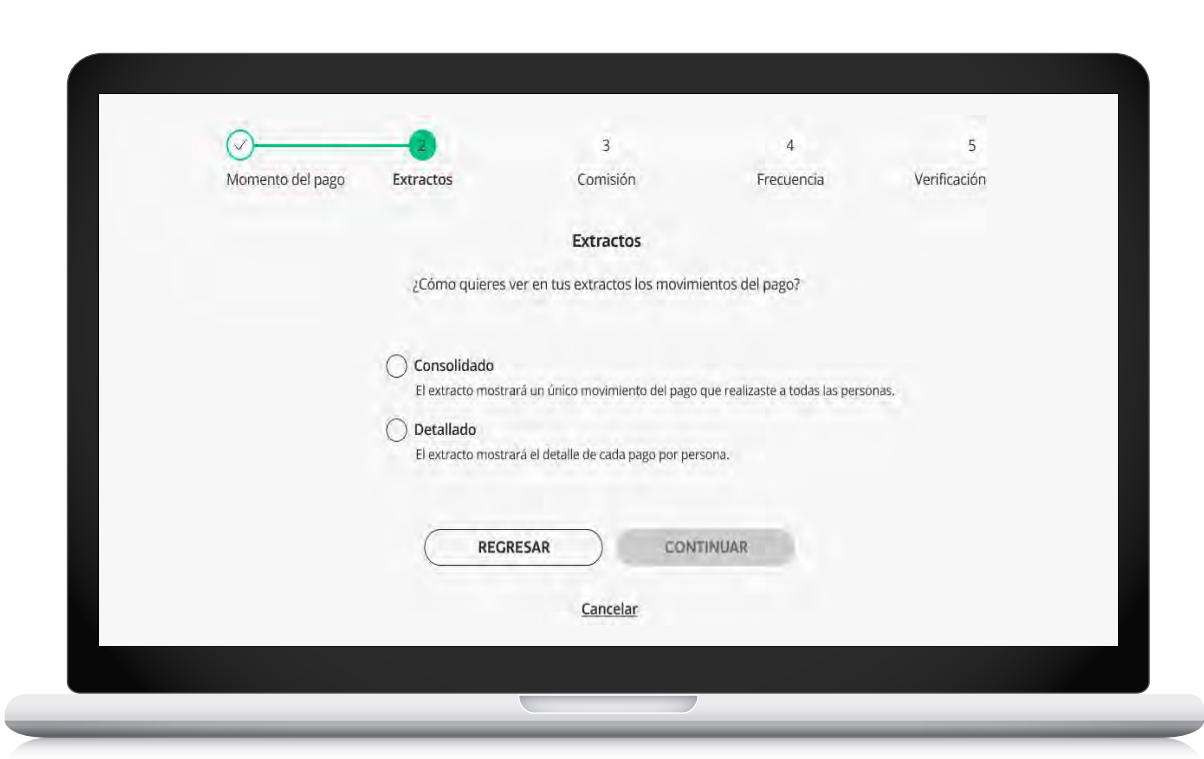 2 3 4 5
Momento del pago Extractos Comisión Frecuencia Verificación
Extractos
¿Cómo quieres ver en tus extractos los movimientos del pago?
Consolidado
El extracto mostrará un único movimiento del pago que realizaste a todas las personas.
Detallado
El extracto mostrará el detalle de cada pago por persona.
REGRESAR CONTINUAR
Cancelar